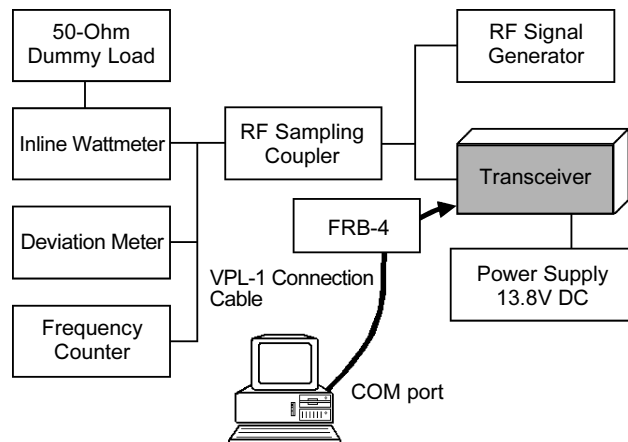 50-Ohm
Dummy Load
RF Signal
Generator
Inline Wattmeter
RF Sampling
Coupler
Transceiver
Deviation Meter
FRB-4
VPL-1 Connection
Cable
Power Supply
13.8V DC
Frequency
Counter
COM port